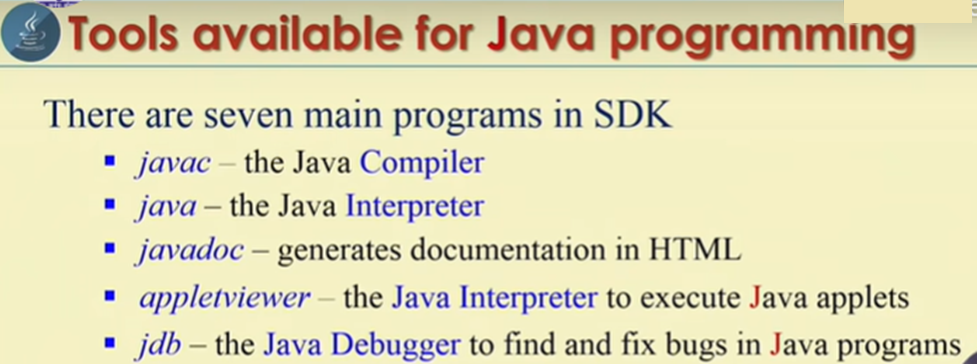 Tools available for Java programming
There are seven main programs in SDK
▪ javac – the Java Compiler
▪ java – the Java Interpreter
▪ javadoc – generates documentation in HTML
▪ appletviewer – the Java Interpreter to execute Java applets
▪ jdb – the Java Debugger to find and fix bugs in Java programs